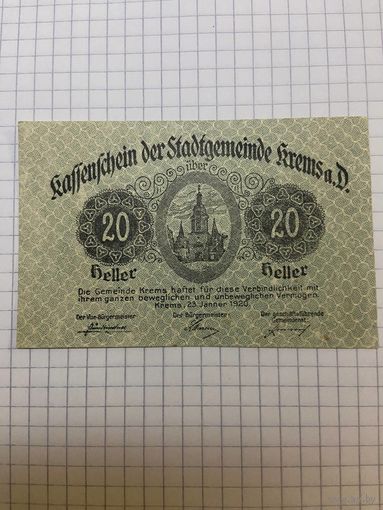 Kassenschein der Stadtgemeinde Krems a. D.
über
20 20
Heller Heller
Die Gemeinde Krems haftet für diese Verbindlichkeit mit
ihrem ganzen beweglichen und unbeweglichen Vermögen.
Krems, 23. Jänner 1920.
Der Vize-Bürgermeister Der Bürgermeister: Der geschäftsführende
Gemeinderat: